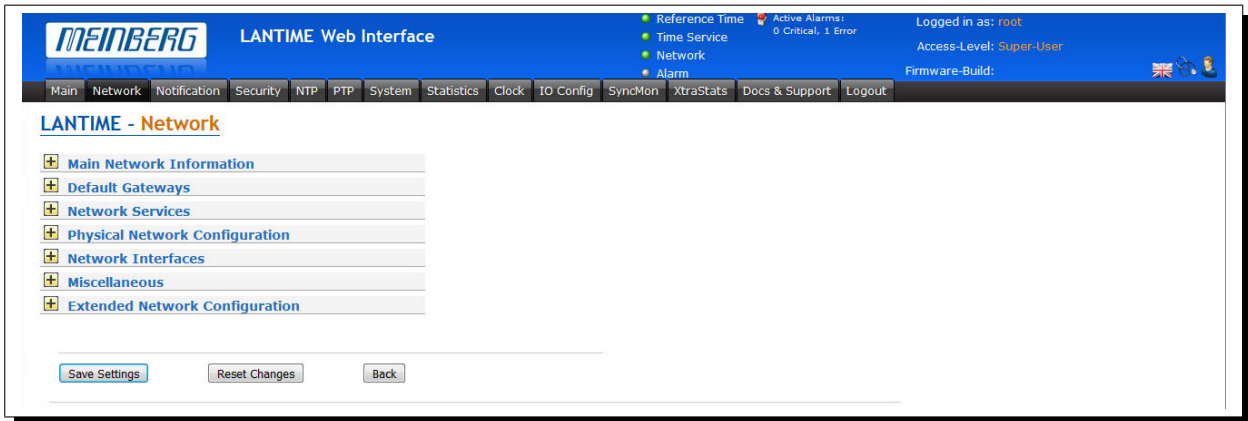 MEINBERG
LANTIME Web Interface
Reference Time
Time Service
Network
Alarm
Active Alarms:
0 Critical, 1 Error
Logged in as: root
Access-Level: Super-User
Firmware-Build:
Main Network Notification Security NTP PTP System Statistics Clock IO Config SyncMon XtraStats Docs & Support Logout
LANTIME - Network
Main Network Information
Default Gateways
Network Services
Physical Network Configuration
Network Interfaces
Miscellaneous
Extended Network Configuration
Save Settings Reset Changes Back